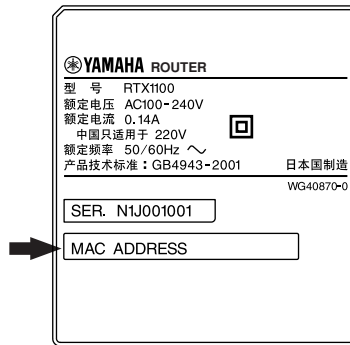 YAMAHA ROUTER
型 号 RTX1100
额定电压 AC100-240V
额定电流 0.14A
中国只适用于 220V
额定频率 50/60Hz ～
产品技术标准：GB4943-2001 日本国制造
WG40870-0
SER. N1J001001
MAC ADDRESS